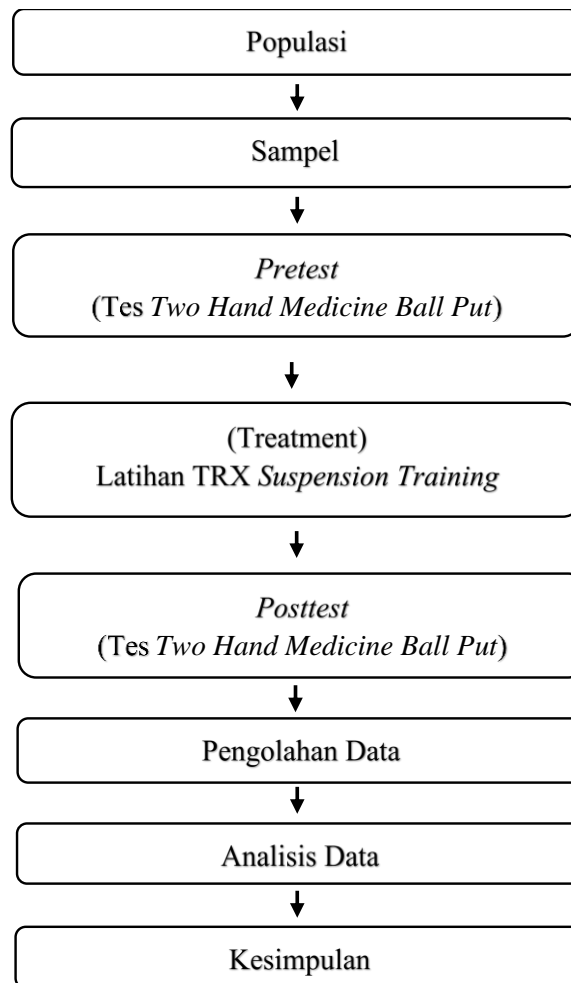 Populasi
Sampel
Pretest
(Tes Two Hand Medicine Ball Put)
(Treatment)
Latihan TRX Suspension Training
Posttest
(Tes Two Hand Medicine Ball Put)
Pengolahan Data
Analisis Data
Kesimpulan